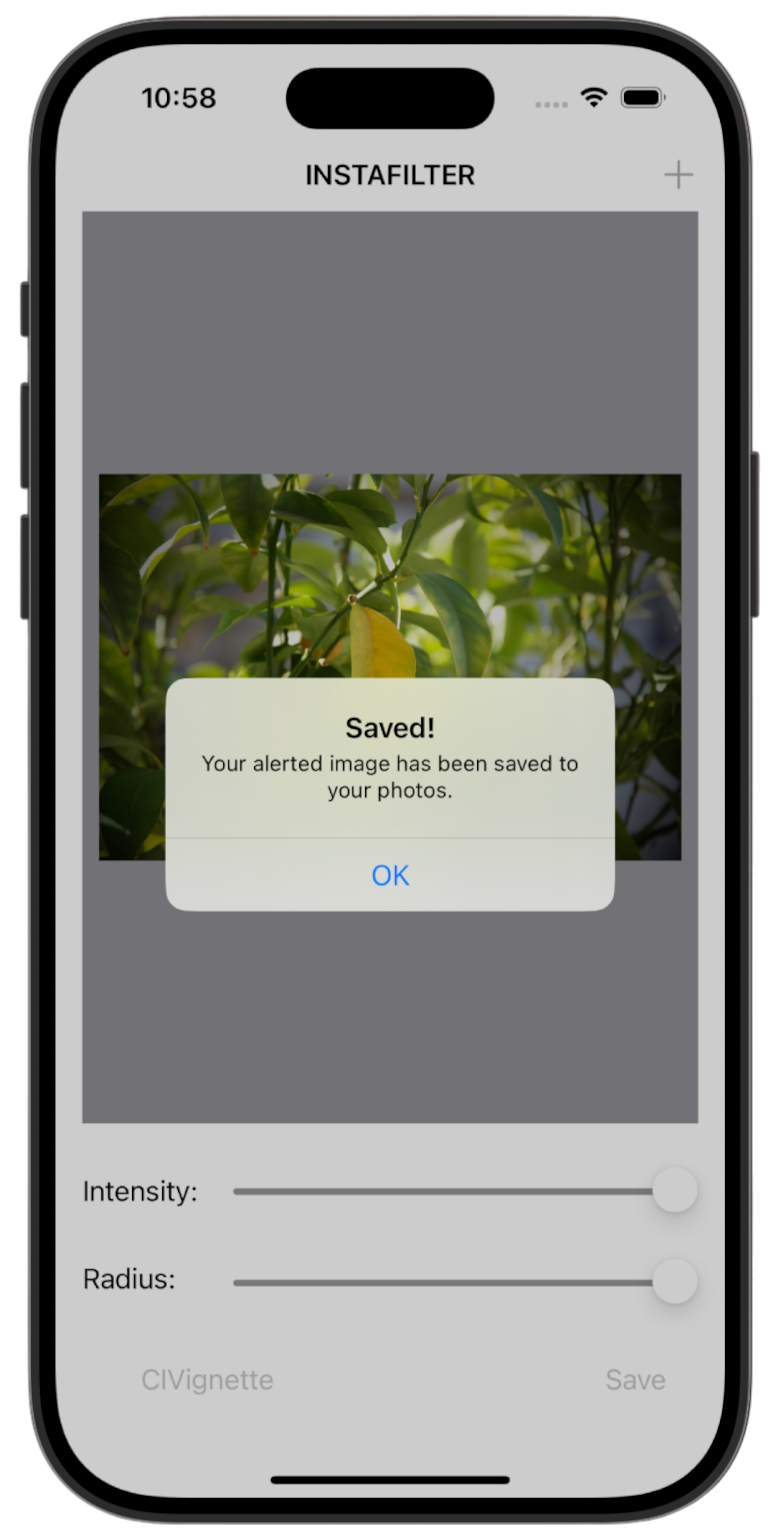 10:58
INSTAFILTER
Saved!
Your alerted image has been saved to
your photos.
OK
Intensity:
Radius:
CIVignette
Save